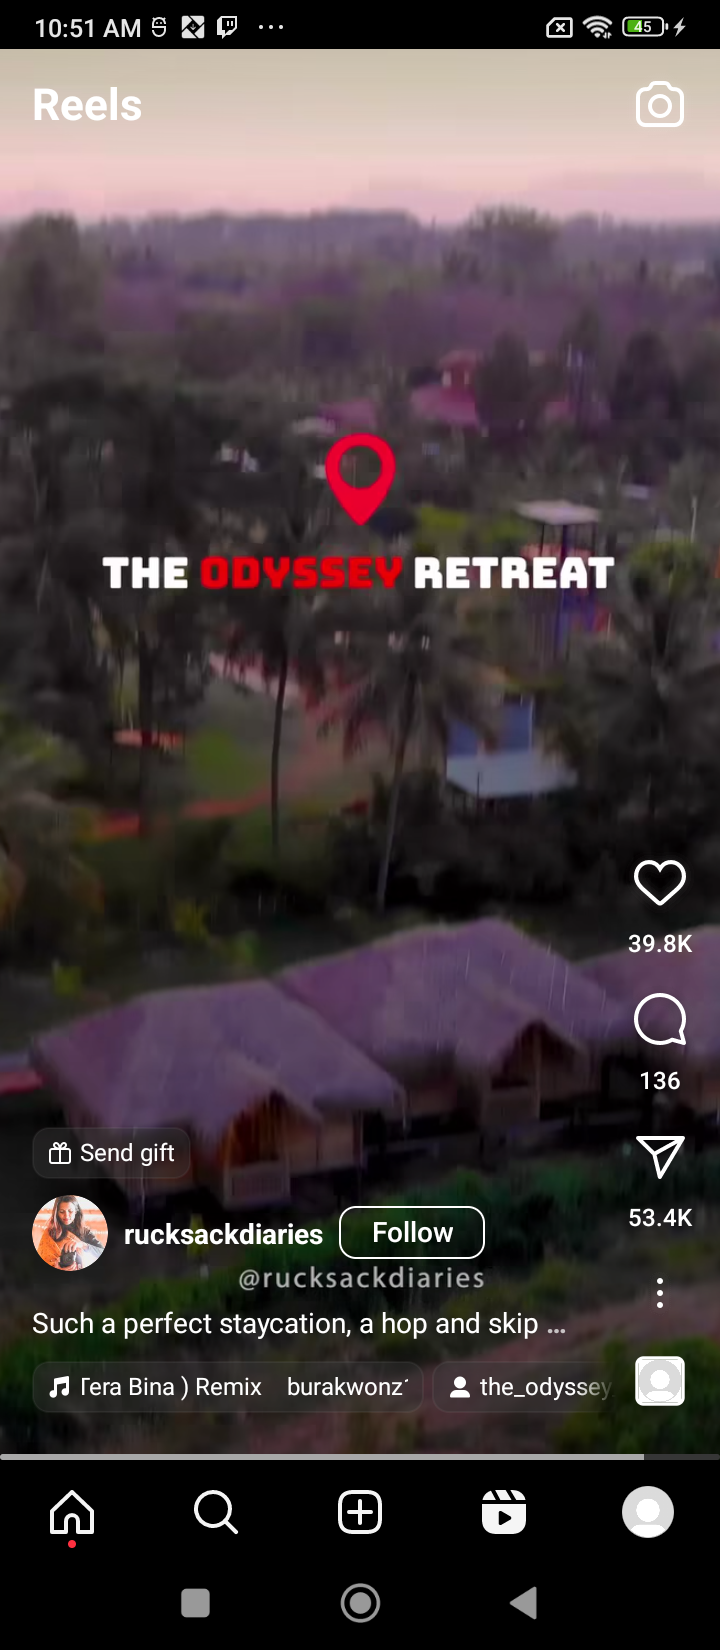 10:51 AM
45
Reels
THE ODYSSEY RETREAT
39.8K
136
Send gift
53.4K
rucksackdiaries
Follow
@rucksackdiaries
Such a perfect staycation, a hop and skip ...
Tera Bina ) Remix burakwonz
the_odyssey